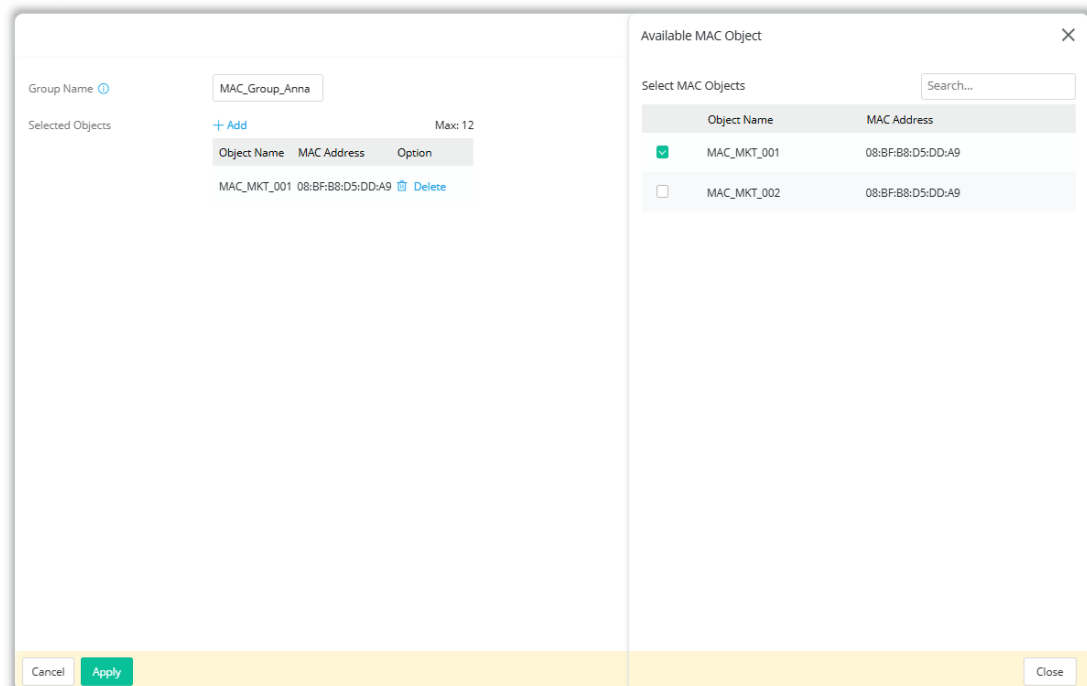 Group Name
MAC_Group_Anna
Selected Objects
+ Add
Max: 12
Object Name MAC Address Option
MAC_MKT_001 08:BF:B8:D5:DD:A9 Delete
Cancel
Apply
Available MAC Object
Select MAC Objects
Search...
Object Name MAC Address
MAC_MKT_001 08:BF:B8:D5:DD:A9
MAC_MKT_002 08:BF:B8:D5:DD:A9
Close